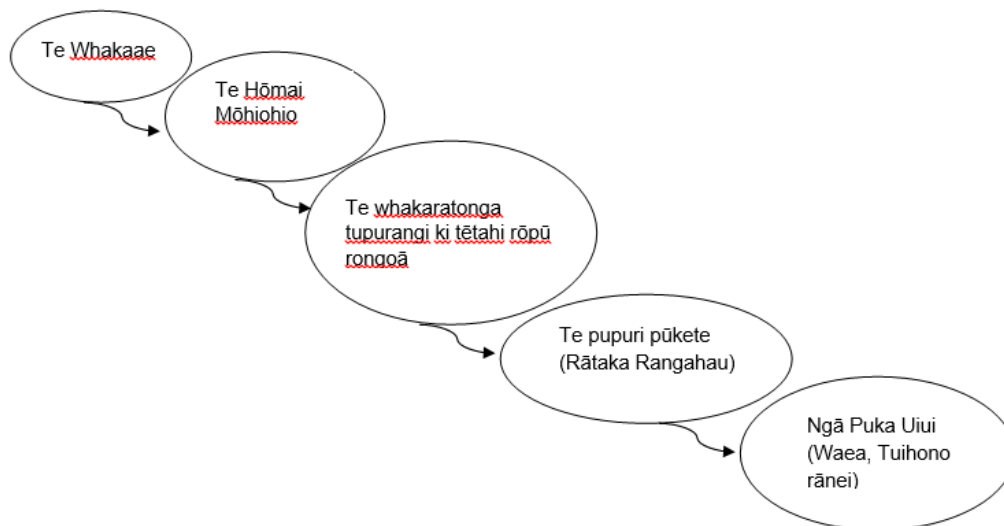 Te Whakaae
Te Hōmai
Mōhiohio
Te whakaratonga
tupurangi ki tētahi rōpū
rongoā
Te pupuri pūkete
(Rātaka Rangahau)
Ngā Puka Uiui
(Waea, Tuihono
rānei)